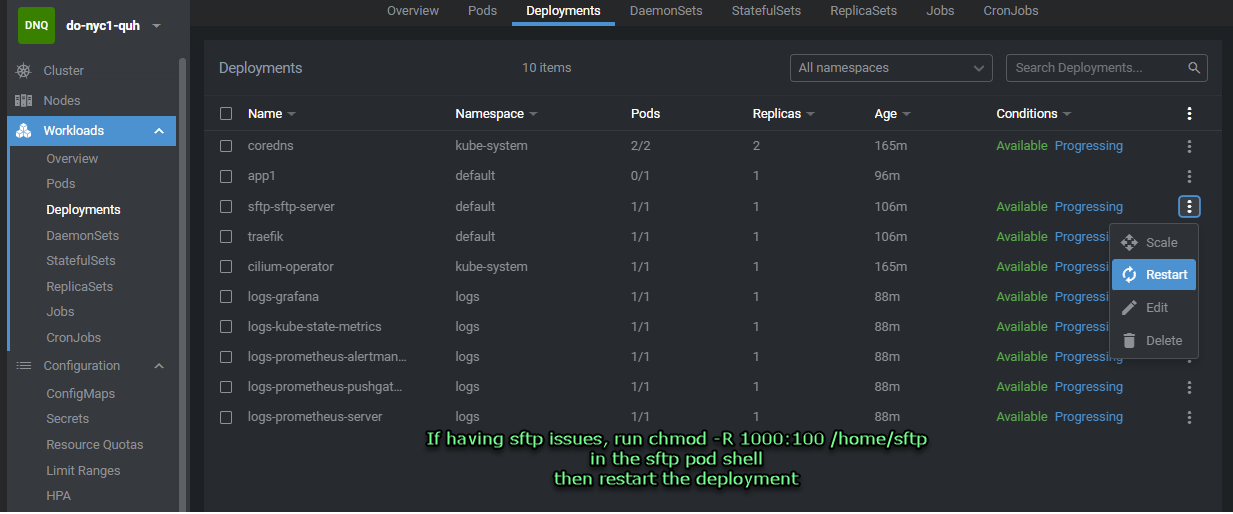 DNQ do-nyc1-quh
Overview Pods Deployments DaemonSets StatefulSets ReplicaSets Jobs CronJobs
Cluster
Nodes
Workloads
Overview
Pods
Deployments
DaemonSets
StatefulSets
ReplicaSets
Jobs
CronJobs
Configuration
ConfigMaps
Secrets
Resource Quotas
Limit Ranges
HPA
Deployments 10 items All namespaces Search Deployments...
Name Namespace Pods Replicas Age Conditions
coredns kube-system 2/2 2 165m Available Progressing
app1 default 0/1 1 96m
sftp-sftp-server default 1/1 1 106m Available Progressing
traefik default 1/1 1 106m Available Progressi
cilium-operator kube-system 1/1 1 165m Available Progressi
logs-grafana logs 1/1 1 88m Available Progressi
logs-kube-state-metrics logs 1/1 1 88m Available Progressi
logs-prometheus-alertman... logs 1/1 1 88m Available Progressing
logs-prometheus-pushgat... logs 1/1 1 88m Available Progressing
logs-prometheus-server logs 1/1 1 88m Available Progressing
Scale
Restart
Edit
Delete
If having sftp issues, run chmod -R 1000:100 /home/sftp
in the sftp pod shell
then restart the deployment